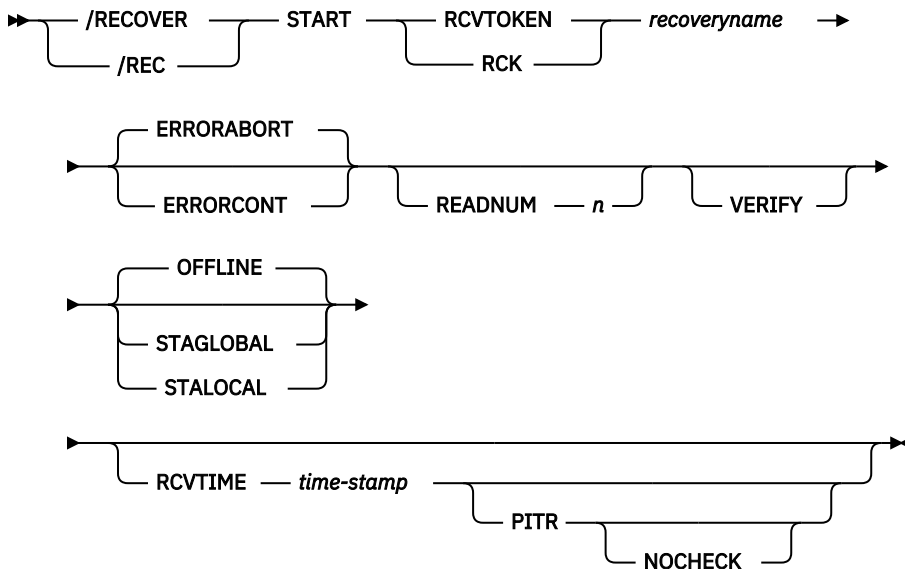 /RECOVER START RCVTOKEN recoveryname
/REC RCK
ERRORABORT
ERRORCONT READNUM n VERIFY
OFFLINE
STAGLOBAL
STALOCAL
RCVTIME time-stamp
PITR
NOCHECK